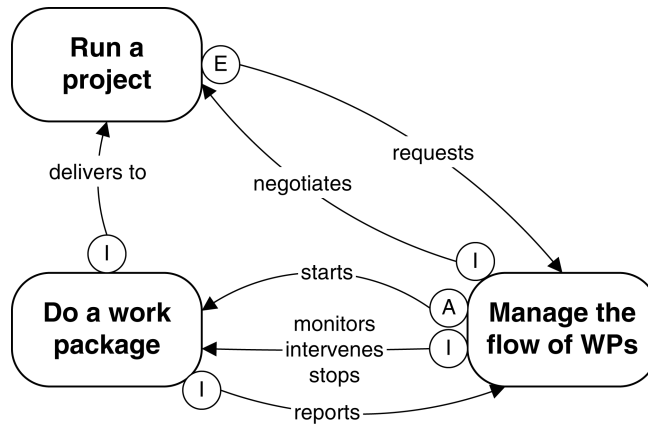 Run a
project
E
requests
delivers to
negotiates
I
I
starts
A
Do a work
package
monitors
intervenes
stops
I
Manage the
flow of WPs
I
reports